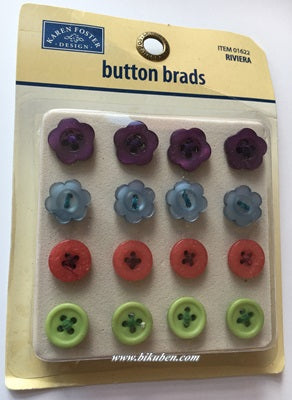 KAREN FOSTER
DESIGN
ITEM 01622
RIVIERA
button brads
www.bikuben.com